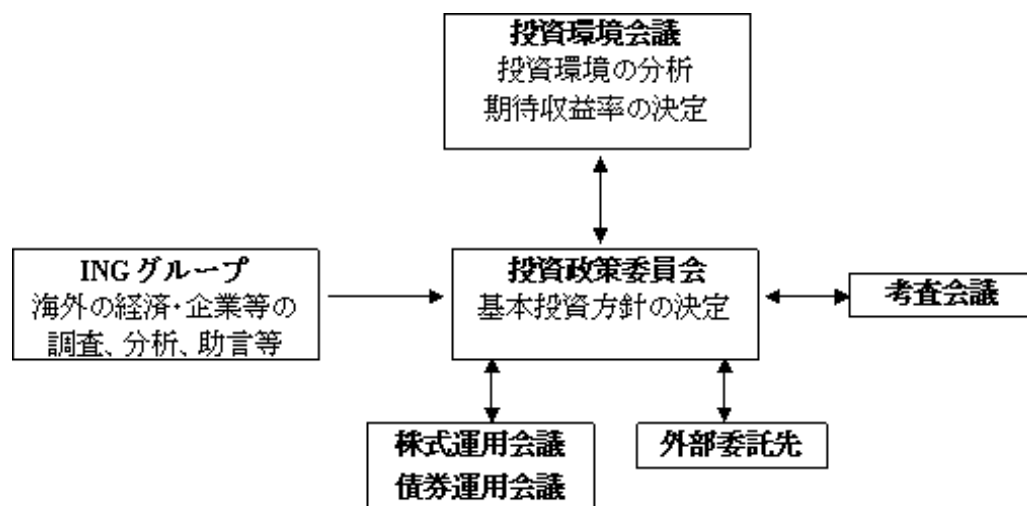 投資環境会議
投資環境の分析
期待収益率の決定
INGグループ
海外の経済・企業等の
調査、分析、助言等
投資政策委員会
基本投資方針の決定
考査会議
株式運用会議
債券運用会議
外部委託先